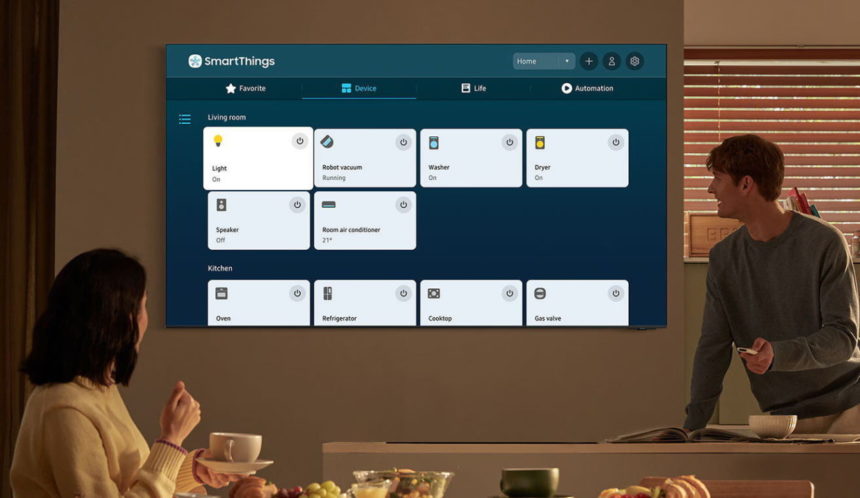 SmartThings
Home
Favorite
Device
Life
Automation
Living room
Light
On
Robot vacuum
Running
Washer
On
Dryer
On
Speaker
Off
Room air conditioner
21°
Kitchen
Oven
Refrigerator
Cooktop
Gas valve